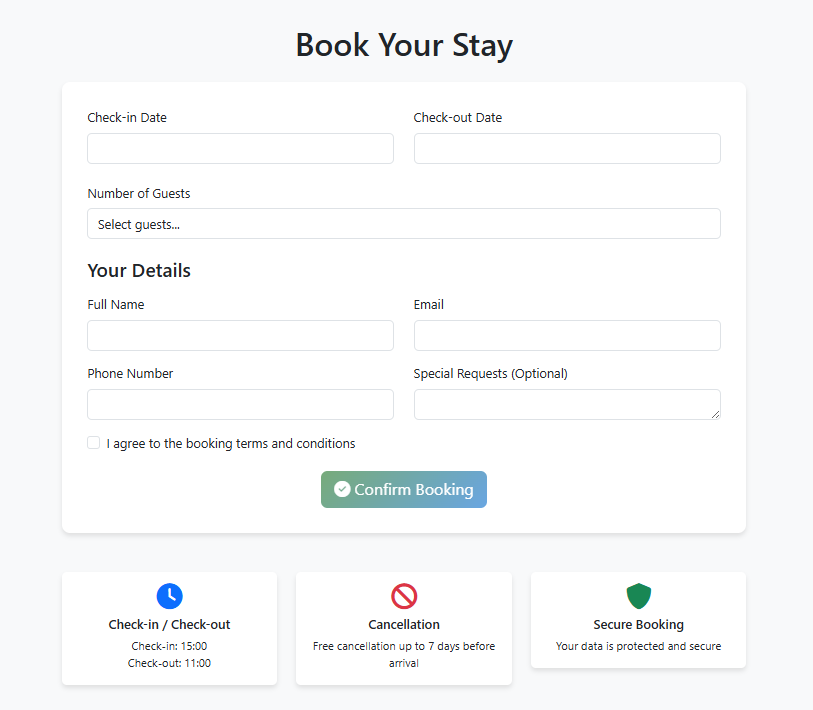 Book Your Stay
Check-in Date
Check-out Date
Number of Guests
Select guests...
Your Details
Full Name
Email
Phone Number
Special Requests (Optional)
I agree to the booking terms and conditions
Confirm Booking
Check-in / Check-out
Check-in: 15:00
Check-out: 11:00
Cancellation
Free cancellation up to 7 days before
arrival
Secure Booking
Your data is protected and secure